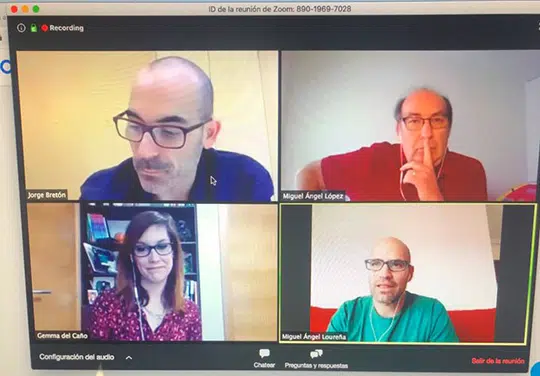 ID de la reunión de Zoom: 890-1969-7028
Recording
Jorge Bretón
Miguel Ángel López
Gemma del Caño
Miguel Ángel Loureña
Configuración del audio
Chatear
Preguntas y respuestas
Salir de la reunión